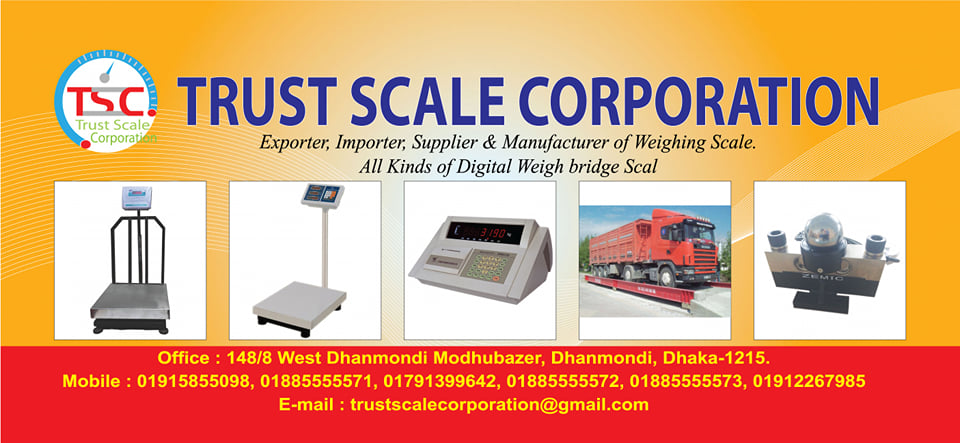 TSC.
Trust Scale
Corporation
TRUST SCALE CORPORATION
Exporter, Importer, Supplier & Manufacturer of Weighing Scale.
All Kinds of Digital Weigh bridge Scal
3.190
ZEMIC
Office : 148/8 West Dhanmondi Modhubazer, Dhanmondi, Dhaka-1215.
Mobile : 01915855098, 01885555571, 01791399642, 01885555572, 01885555573, 01912267985
E-mail : trustscalecorporation@gmail.com